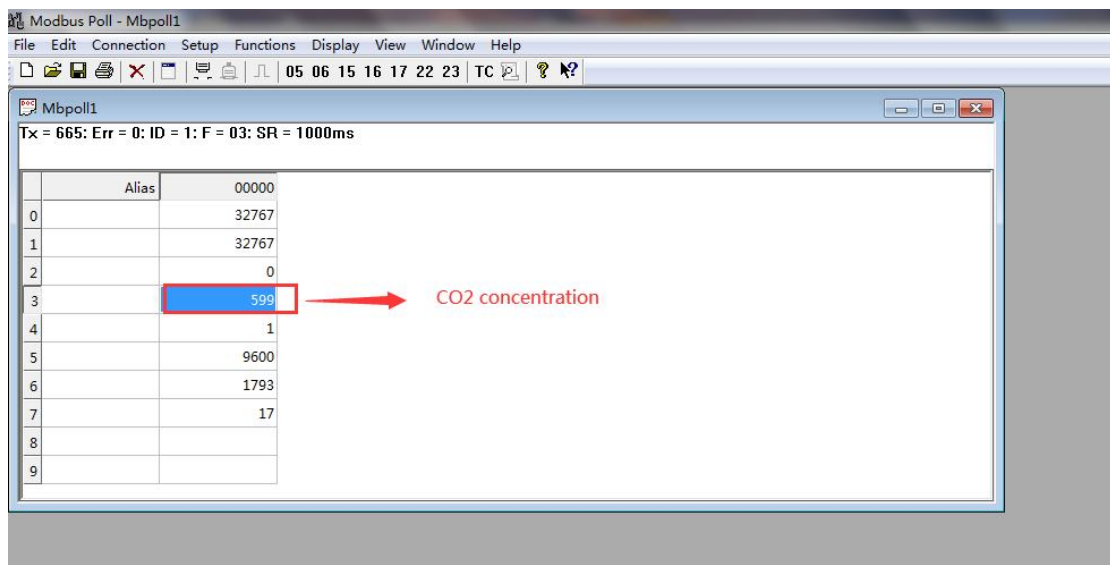 Modbus Poll - Mbpoll1
File Edit Connection Setup Functions Display View Window Help
05 06 15 16 17 22 23 TC
Mbpoll1
Tx = 665: Err = 0: ID = 1: F = 03: SR = 1000ms
Alias 00000
0 32767
1 32767
2 0
3 599 CO2 concentration
4 1
5 9600
6 1793
7 17
8
9